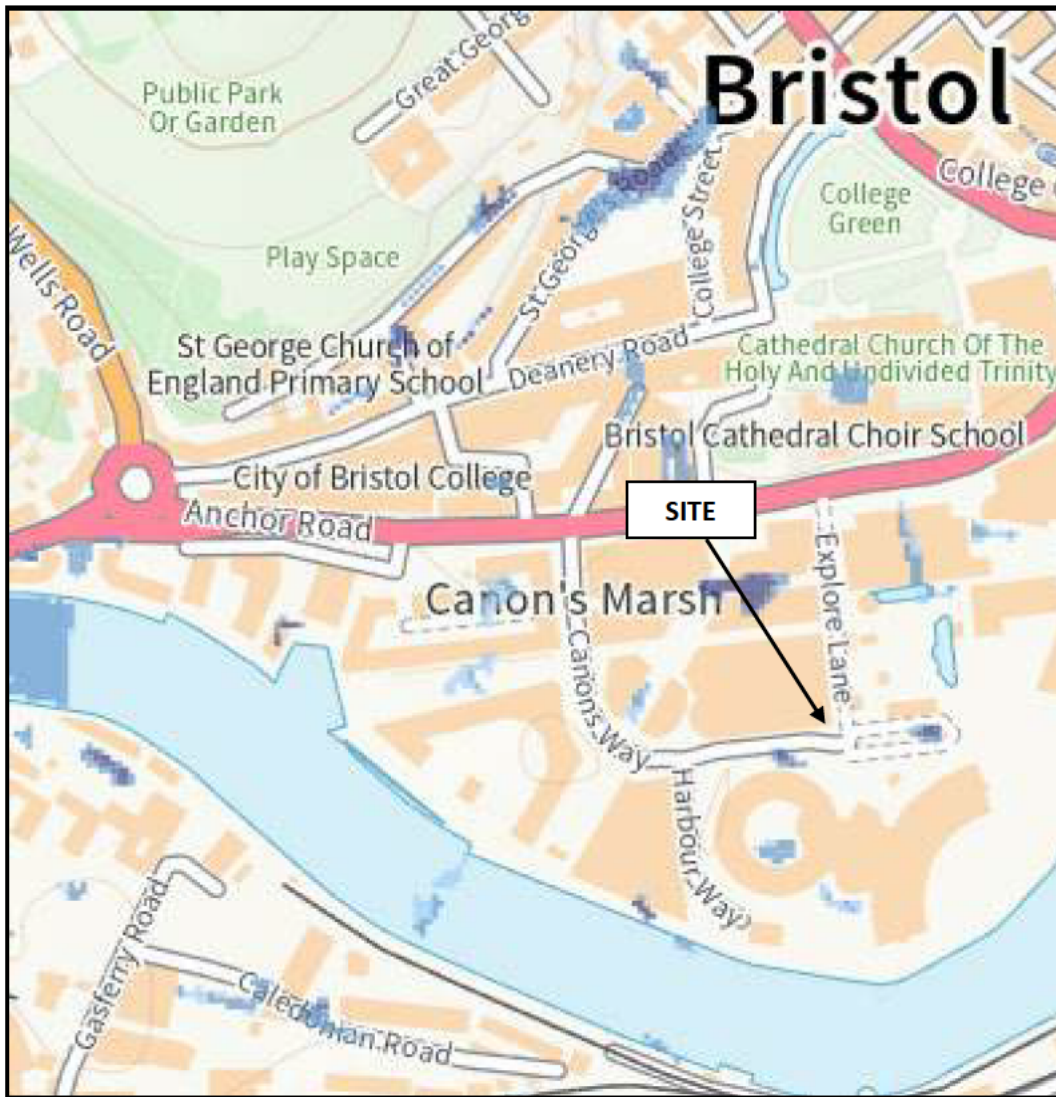 Bristol
Great Georg
Public Park
Or Garden
College
College
Green
College Street
Wells Road
Play Space
St Georg
Road
St George Church of
England Primary School
Deanery Road
Cathedral Church Of The
Holy And Undivided Trinity
Bristol Cathedral Choir School
City of Bristol College
Anchor Road
SITE
Explore Lane
Canon's Marsh
Canons Way
Harbour Way
Gasferry Road
Caledonian Road